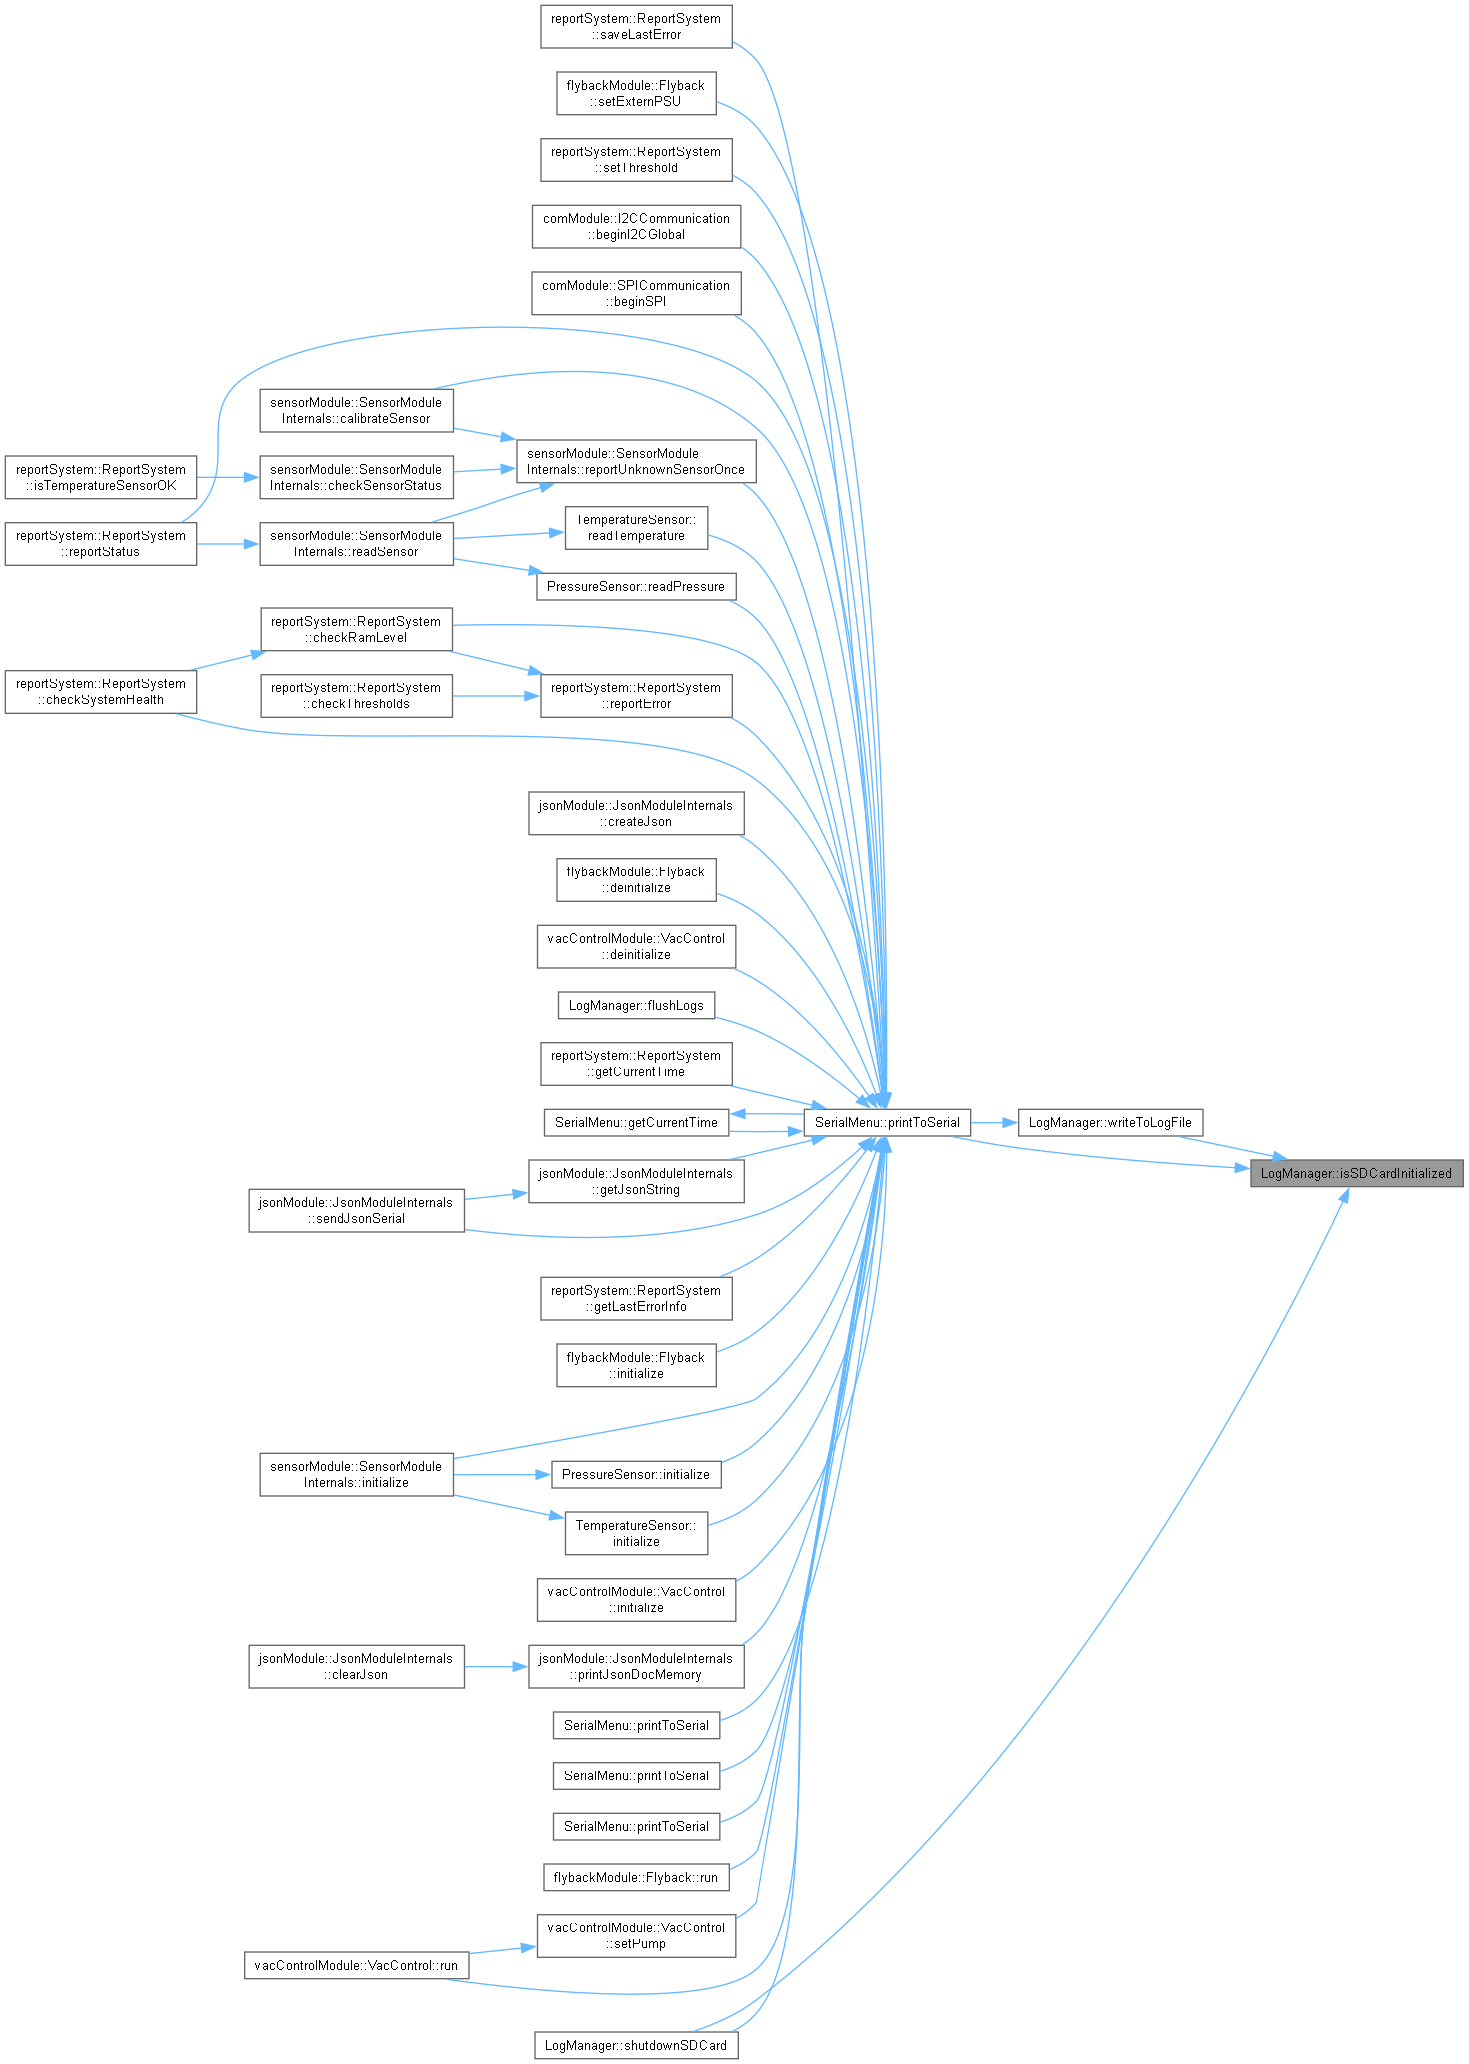 reportSystem::ReportSystem
::saveLastError
flybackModule::Flyback
::setExternPSU
reportSystem::ReportSystem
::setThreshold
comModule::I2CCommunication
::beginI2CGlobal
comModule::SPICommunication
::beginSPI
sensorModule::SensorModule
Internals::calibrateSensor
sensorModule::SensorModule
Internals::reportUnknownSensorOnce
reportSystem::ReportSystem
::isTemperatureSensorOK
sensorModule::SensorModule
Internals::checkSensorStatus
TemperatureSensor::
readTemperature
reportSystem::ReportSystem
::reportStatus
sensorModule::SensorModule
Internals::readSensor
PressureSensor::readPressure
reportSystem::ReportSystem
::checkRamLevel
reportSystem::ReportSystem
::checkSystemHealth
reportSystem::ReportSystem
::checkThresholds
reportSystem::ReportSystem
::reportError
jsonModule::JsonModuleInternals
::createJson
flybackModule::Flyback
::deinitialize
vacControlModule::VacControl
::deinitialize
LogManager::flushLogs
reportSystem::ReportSystem
::getCurrentTime
SerialMenu::getCurrentTime
SerialMenu::printToSerial
LogManager::writeToLogFile
LogManager::isSDCardInitialized
jsonModule::JsonModuleInternals
::getJsonString
jsonModule::JsonModuleInternals
::sendJsonSerial
reportSystem::ReportSystem
::getLastErrorInfo
flybackModule::Flyback
::initialize
sensorModule::SensorModule
Internals::initialize
PressureSensor::initialize
TemperatureSensor::
initialize
vacControlModule::VacControl
::initialize
jsonModule::JsonModuleInternals
::clearJson
jsonModule::JsonModuleInternals
::printJsonDocMemory
SerialMenu::printToSerial
SerialMenu::printToSerial
SerialMenu::printToSerial
flybackModule::Flyback::run
vacControlModule::VacControl
::setPump
vacControlModule::VacControl::run
LogManager::shutdownSDCard